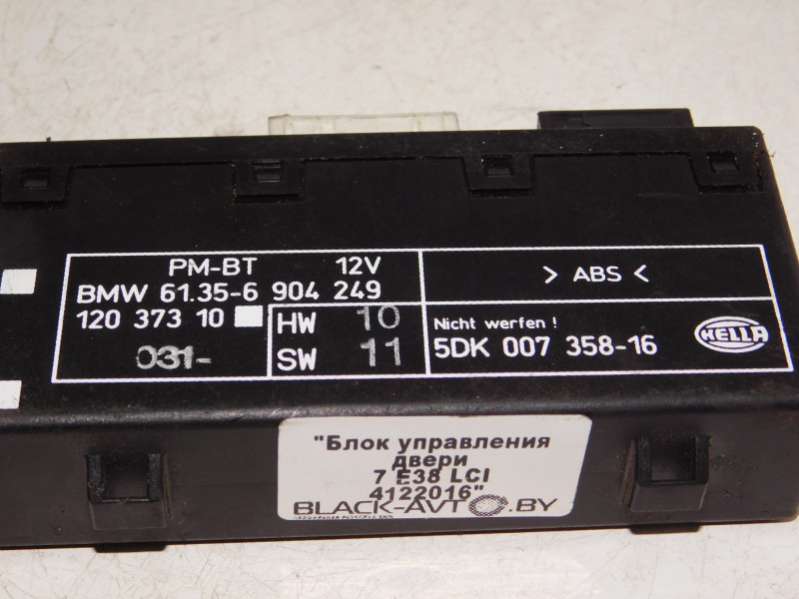 PM-BT 12V
BMW 61.35-6 904 249
120 373 10
HW 10
031-
SW 11
> ABS <
Nicht werfen !
5DK 007 358-16
HELLA
"Блок управления
двери
7 E38 LCI
4122016"
BLACK-АVTO.BY